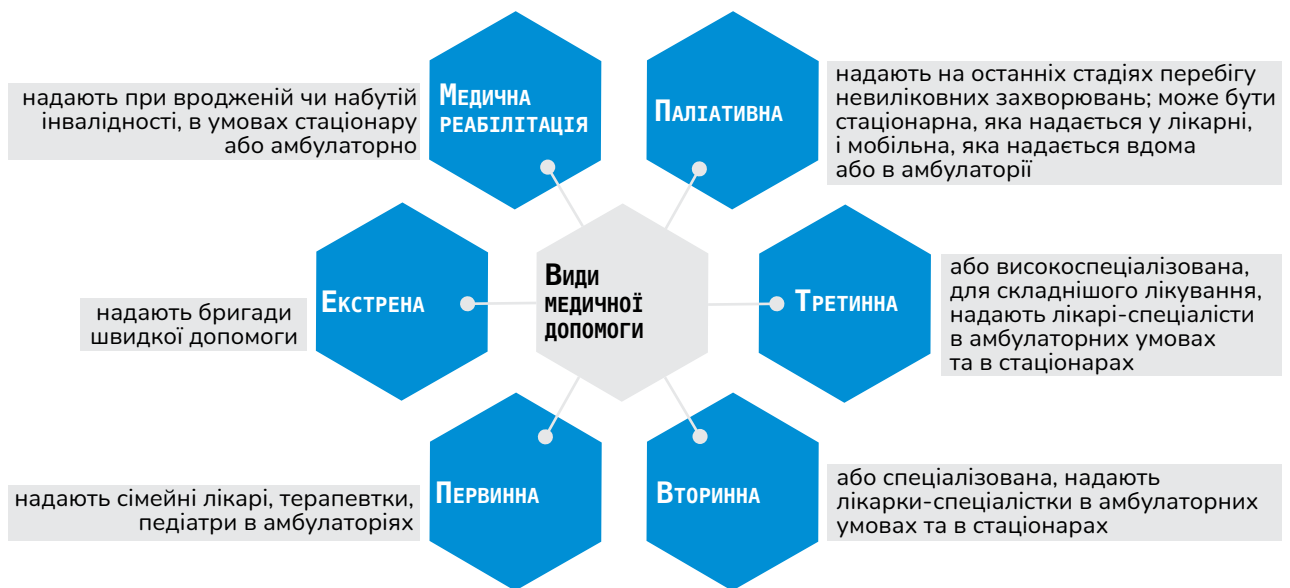 Види
медичної
допомоги
Медична
реабілітація
надають при вродженій чи набутій
інвалідності, в умовах стаціонару
або амбулаторно
Паліативна
надають на останніх стадіях перебігу
невиліковних захворювань; може бути
стаціонарна, яка надається у лікарні,
і мобільна, яка надається вдома
або в амбулаторії
Екстрена
надають бригади
швидкої допомоги
Третинна
або високоспеціалізована,
для складнішого лікування,
надають лікарі-спеціалісти
в амбулаторних умовах
та в стаціонарах
Первинна
надають сімейні лікарі, терапевтки,
педіатри в амбулаторіях
Вторинна
або спеціалізована, надають
лікарки-спеціалістки в амбулаторних
умовах та в стаціонарах